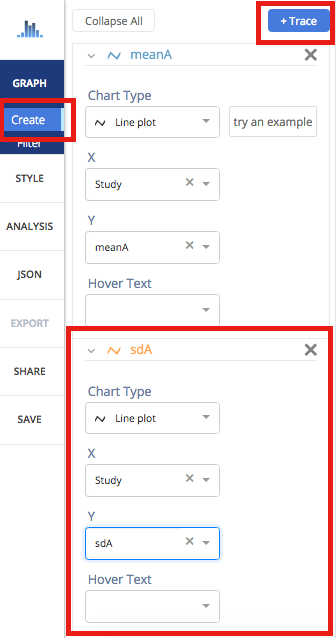 Collapse All
+ Trace
GRAPH
Create
Filter
STYLE
ANALYSIS
JSON
EXPORT
SHARE
SAVE
meanA
Chart Type
Line plot
try an example
X
Study
Y
meanA
Hover Text
sdA
Chart Type
Line plot
X
Study
Y
sdA
Hover Text